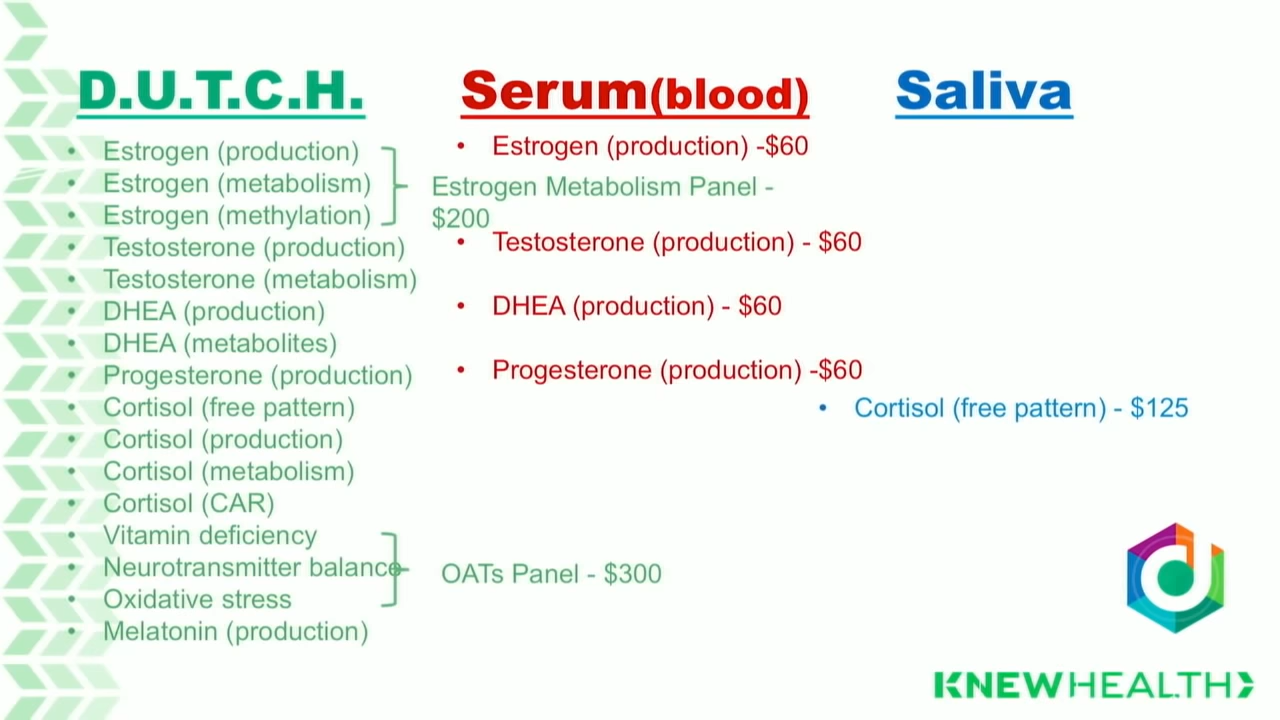 D.U.T.C.H.
• Estrogen (production)
• Estrogen (metabolism)
• Estrogen (methylation)
• Testosterone (production)
• Testosterone (metabolism)
• DHEA (production)
• DHEA (metabolites)
• Progesterone (production)
• Cortisol (free pattern)
• Cortisol (production)
• Cortisol (metabolism)
• Cortisol (CAR)
• Vitamin deficiency
• Neurotransmitter balance
• Oxidative stress
• Melatonin (production)
Estrogen Metabolism Panel -
$200
OATs Panel - $300
Serum(blood)
• Estrogen (production) -$60
• Testosterone (production) - $60
• DHEA (production) - $60
• Progesterone (production) -$60
Saliva
• Cortisol (free pattern) - $125
KNEWHEALTH